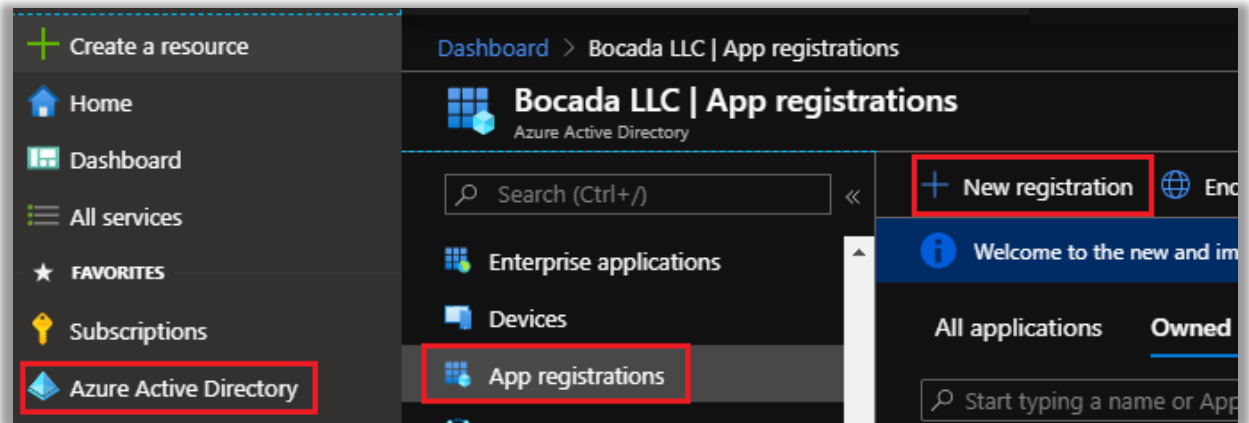 Create a resource
Home
Dashboard
All services
FAVORITES
Subscriptions
Azure Active Directory
Dashboard > Bocada LLC | App registrations
Bocada LLC | App registrations
Azure Active Directory
Search (Ctrl+/)
«
Enterprise applications
Devices
App registrations
New registration
Welcome to the new and im
All applications Owned
Start typing a name or App